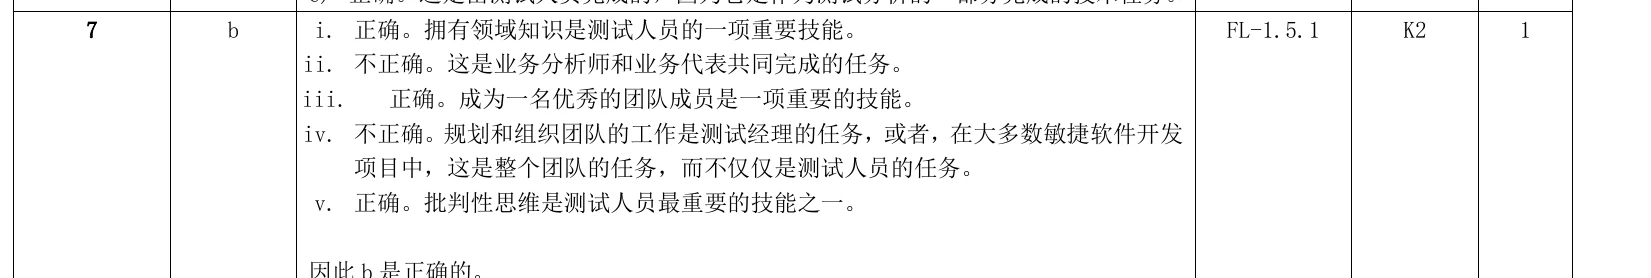 7 b i. 正确。拥有领域知识是测试人员的一项重要技能。 FL-1.5.1 K2 1
ii. 不正确。这是业务分析师和业务代表共同完成的任务。
iii. 正确。成为一名优秀的团队成员是一项重要的技能。
iv. 不正确。规划和组织团队的工作是测试经理的任务，或者，在大多数敏捷软件开发
项目中，这是整个团队的任务，而不仅仅是测试人员的任务。
v. 正确。批判性思维是测试人员最重要的技能之一。
因此 b 是正确的。